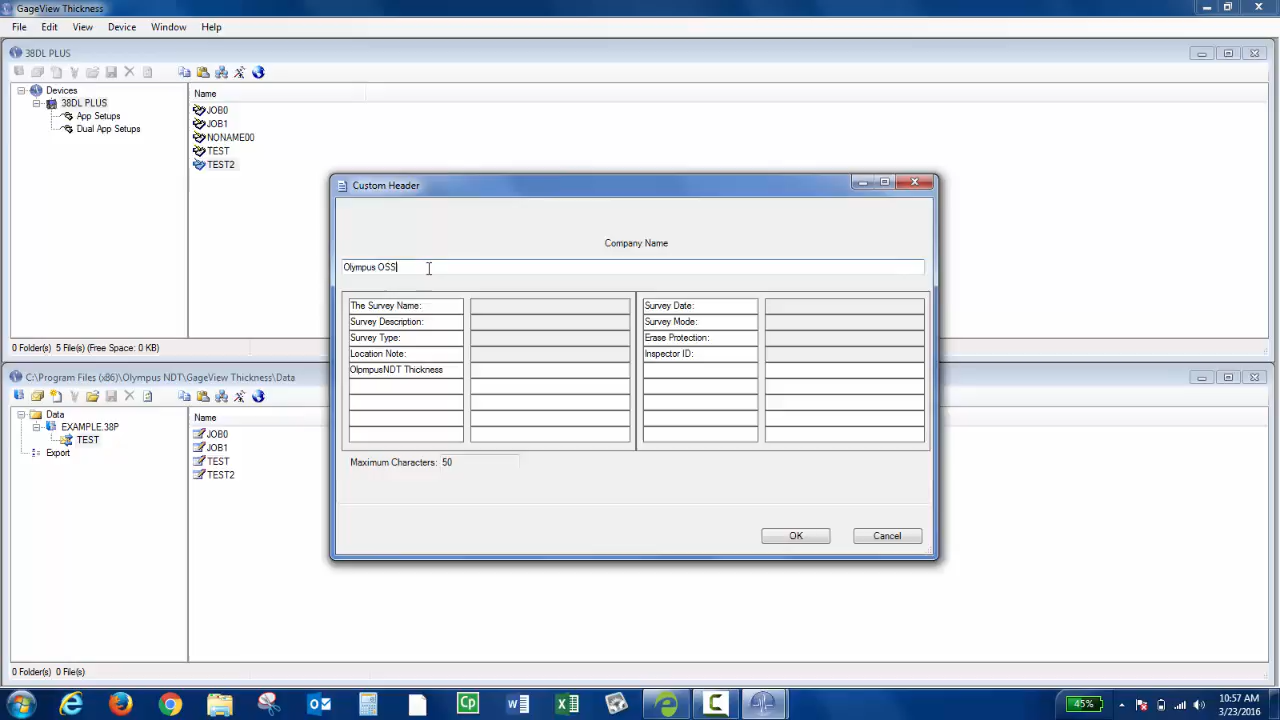 GageView Thickness
File Edit View Device Window Help
38DL PLUS
Devices
38DL PLUS
App Setups
Dual App Setups
Name
JOB0
JOB1
NONAME00
TEST
TEST2
0 Folder(s) 5 File(s) (Free Space: 0 KB)
Custom Header
Company Name
Olympus OSS
The Survey Name:
Survey Description:
Survey Type:
Location Note:
OlpmpusNDT Thickness
Survey Date:
Survey Mode:
Erase Protection:
Inspector ID:
Maximum Characters: 50
OK Cancel
C:\Program Files (x86)\Olympus NDT\GageView Thickness\Data
Data
EXAMPLE.38P
TEST
Export
Name
JOB0
JOB1
TEST
TEST2
0 Folder(s) 0 File(s)
45%
10:57 AM
3/23/2016